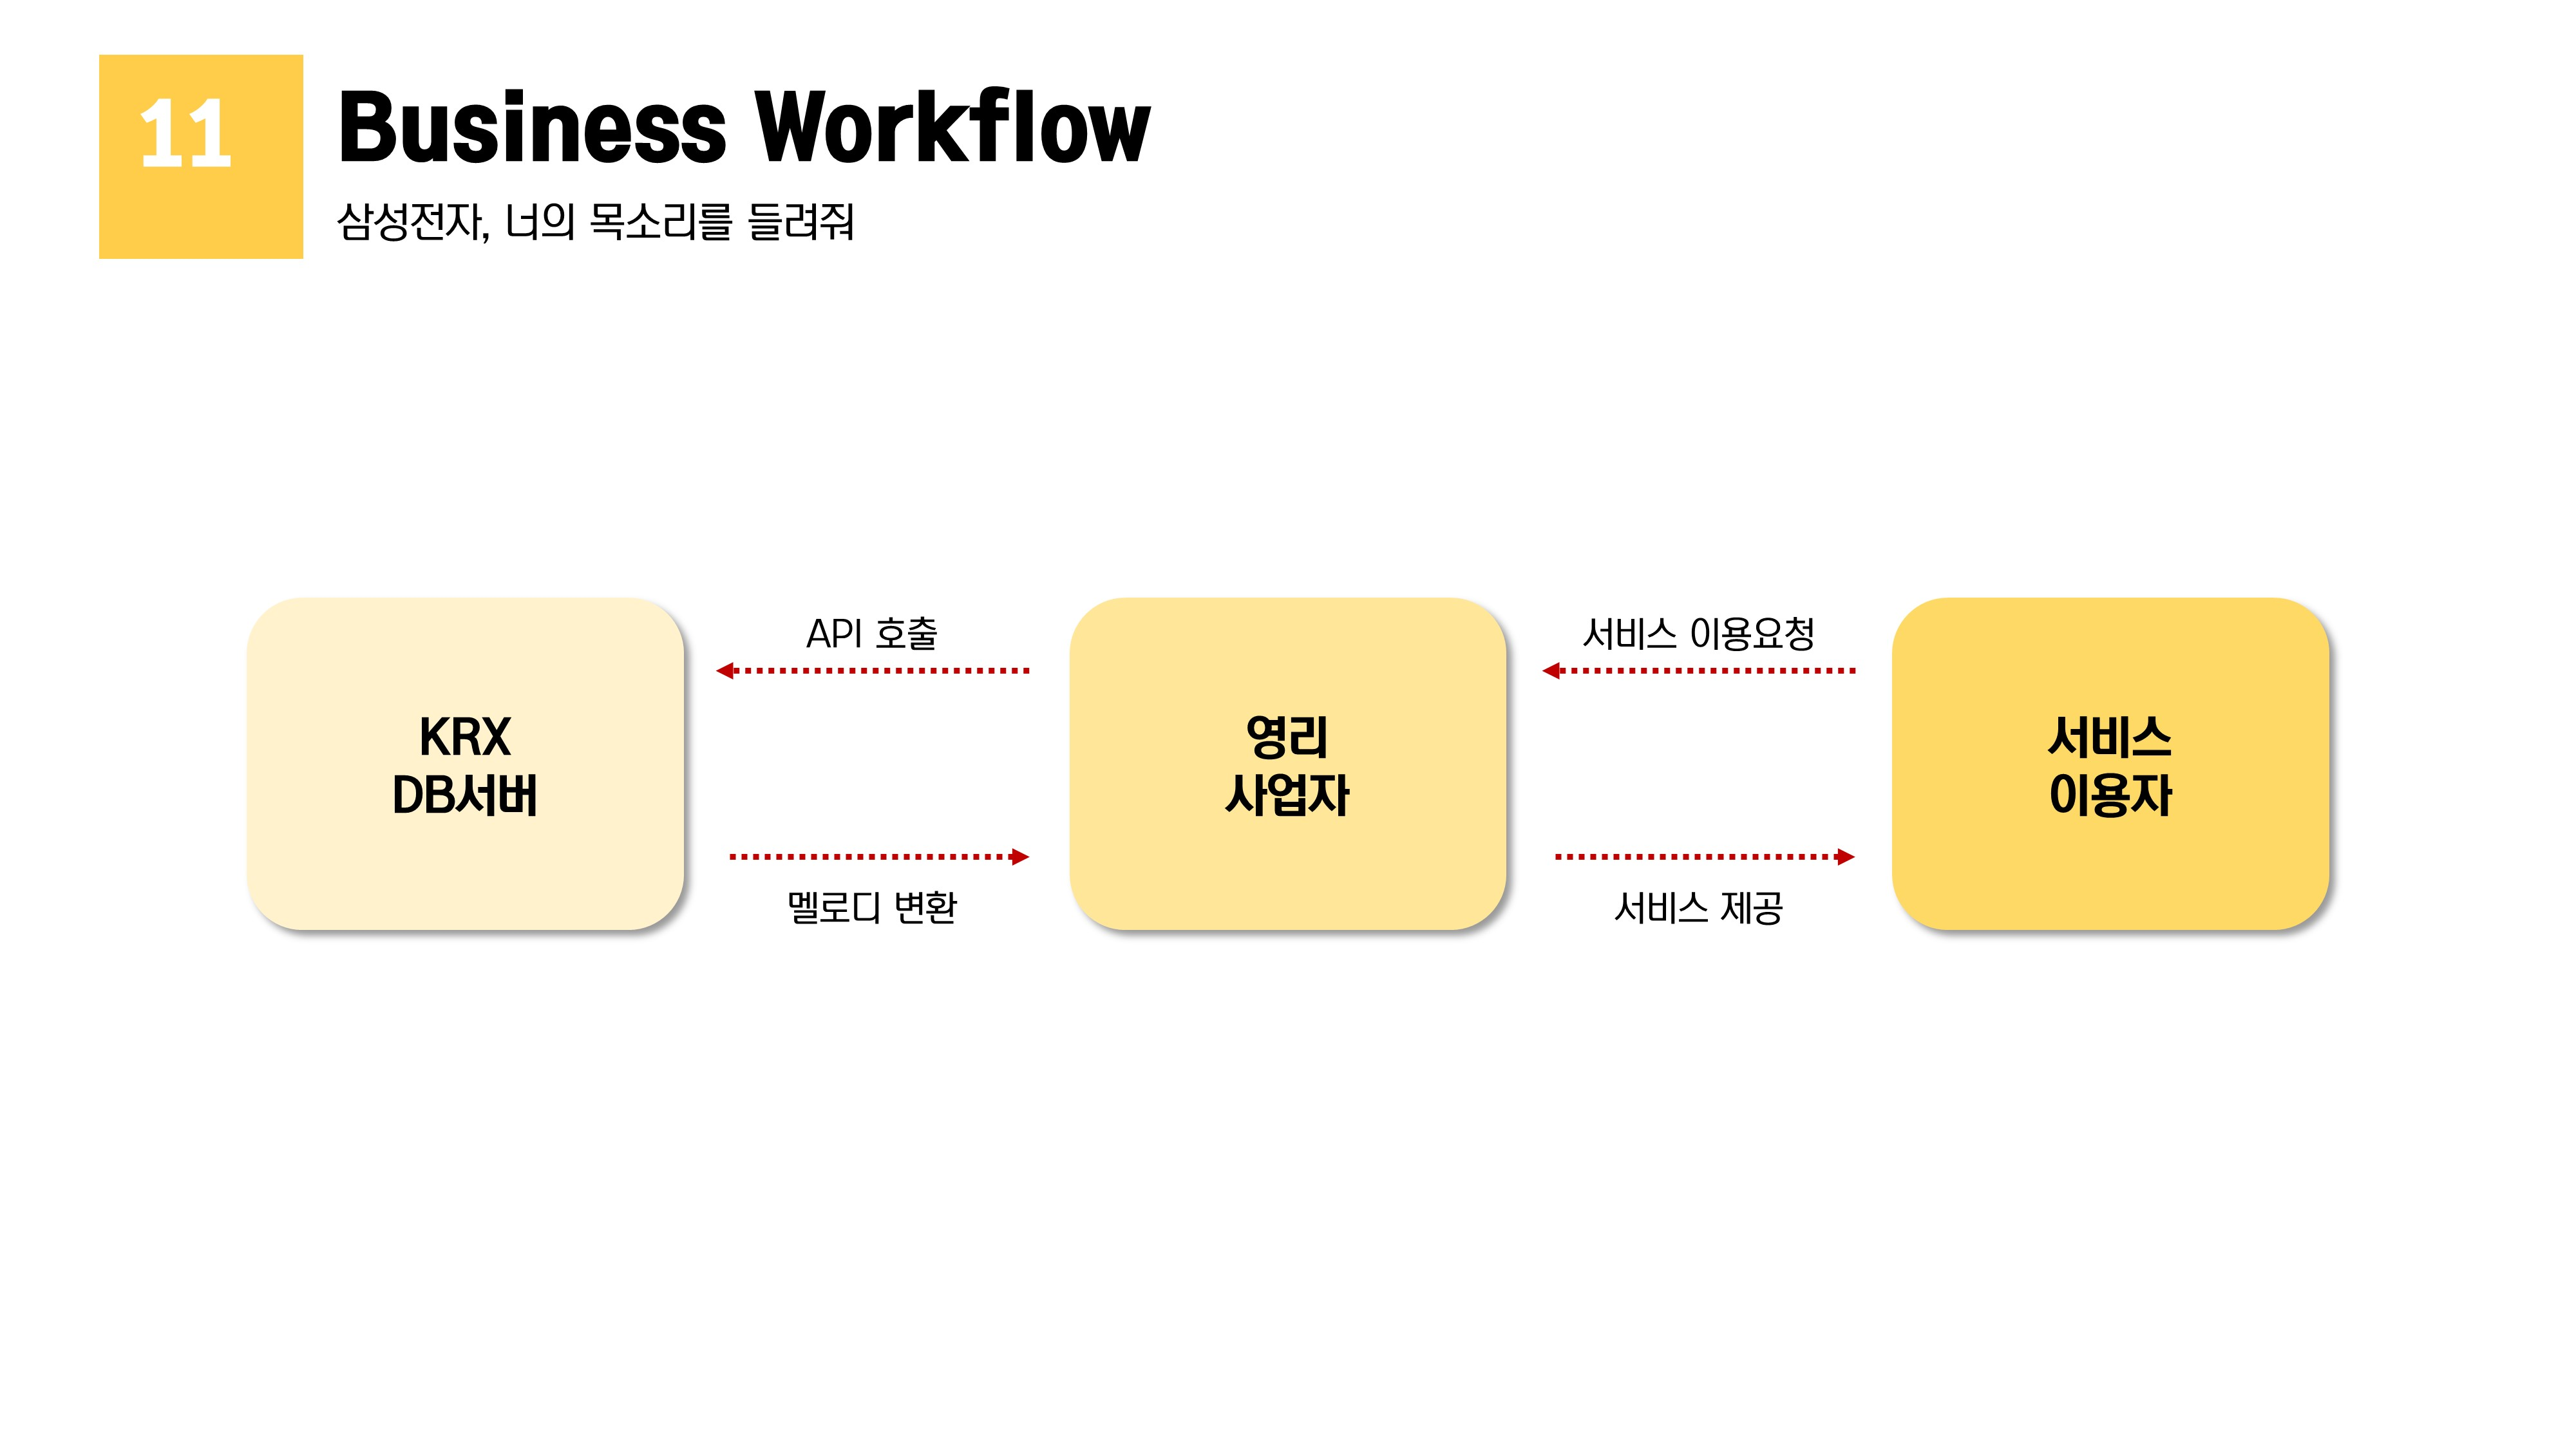 11
Business Workflow
삼성전자, 너의 목소리를 들려줘
KRX
DB서버
API 호출
멜로디 변환
영리
사업자
서비스 이용요청
서비스 제공
서비스
이용자